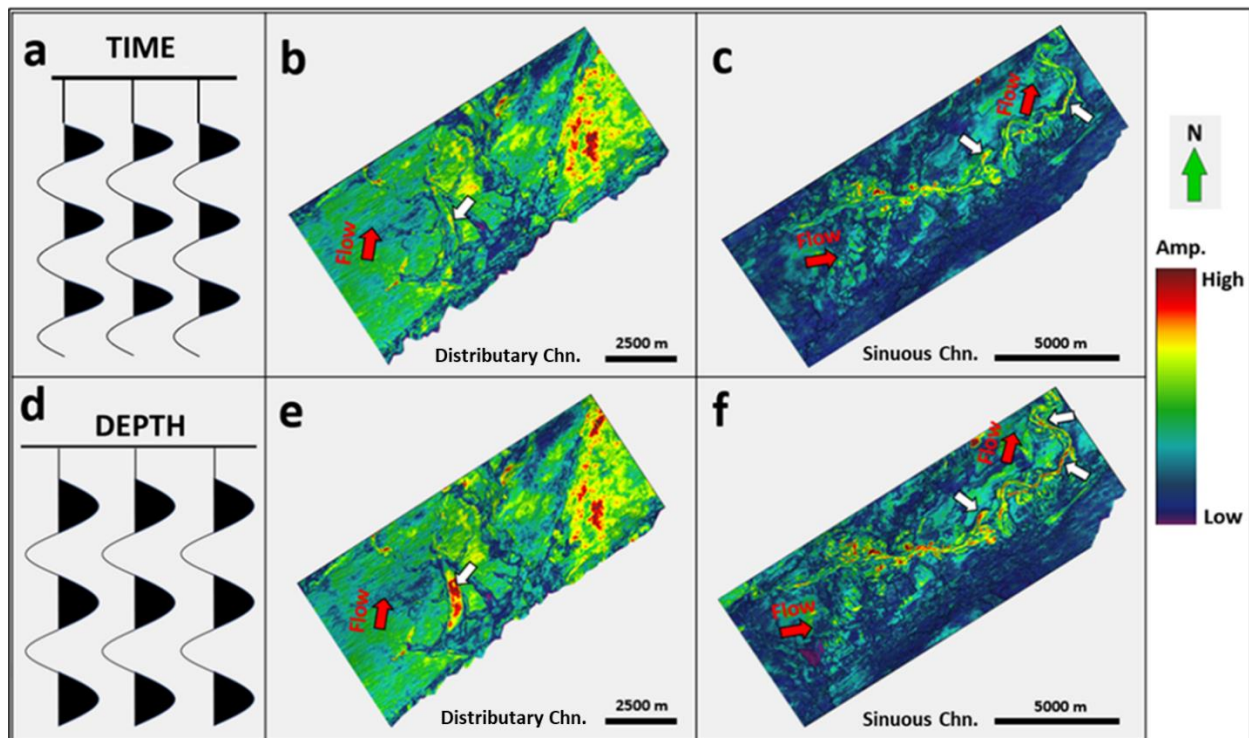 a
TIME
b
Flow
Distributary Chn.
2500 m
c
Flow
Flow
Sinuous Chn.
5000 m
N
Amp.
High
Low
d
DEPTH
e
Flow
Distributary Chn.
2500 m
f
Flow
Flow
Sinuous Chn.
5000 m